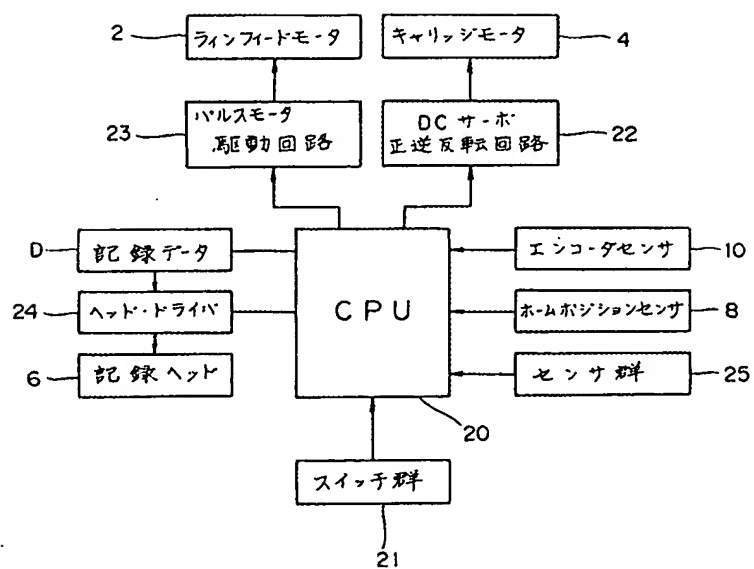 2
ラインフィードモータ
キャリッジモータ
4
23
パルスモータ
駆動回路
DCサーボ
正逆反転回路
22
D
記録データ
エンコーダセンサ
10
24
ヘッド・ドライバ
CPU
ホームポジションセンサ
8
6
記録ヘッド
センサ群
25
20
スイッチ群
21